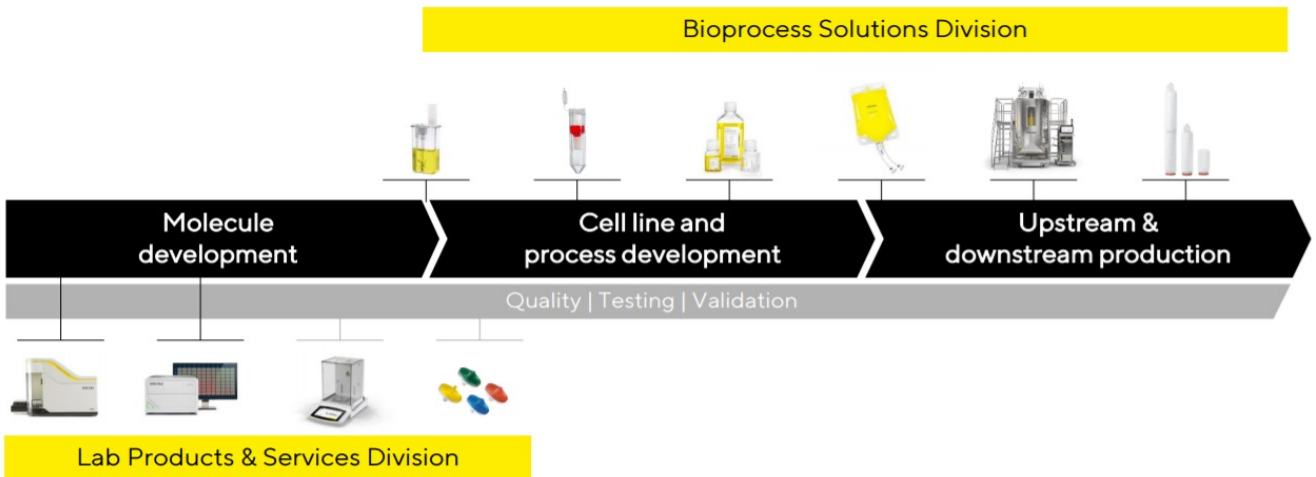 Bioprocess Solutions Division
Molecule
development
Cell line and
process development
Upstream &
downstream production
Quality | Testing | Validation
Lab Products & Services Division